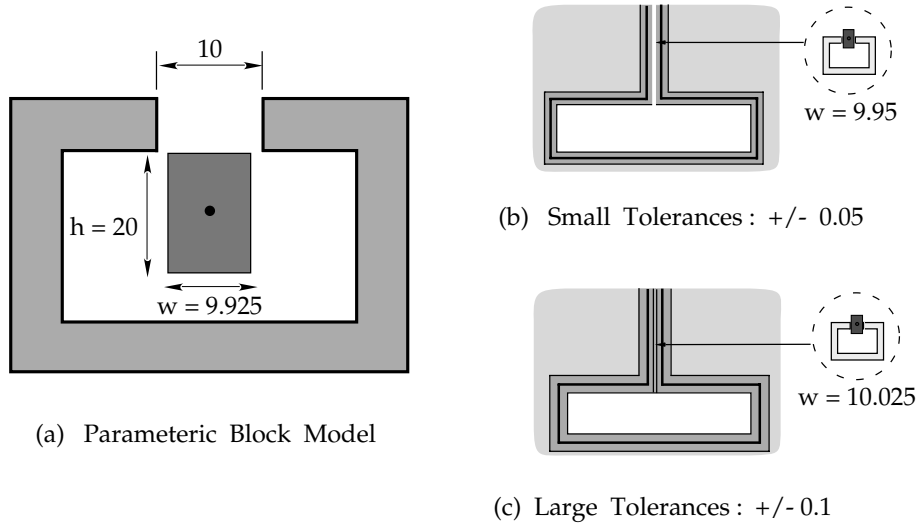 10
h = 20
w = 9.925
(a) Parameteric Block Model
w = 9.95
(b) Small Tolerances : +/- 0.05
w = 10.025
(c) Large Tolerances : +/- 0.1